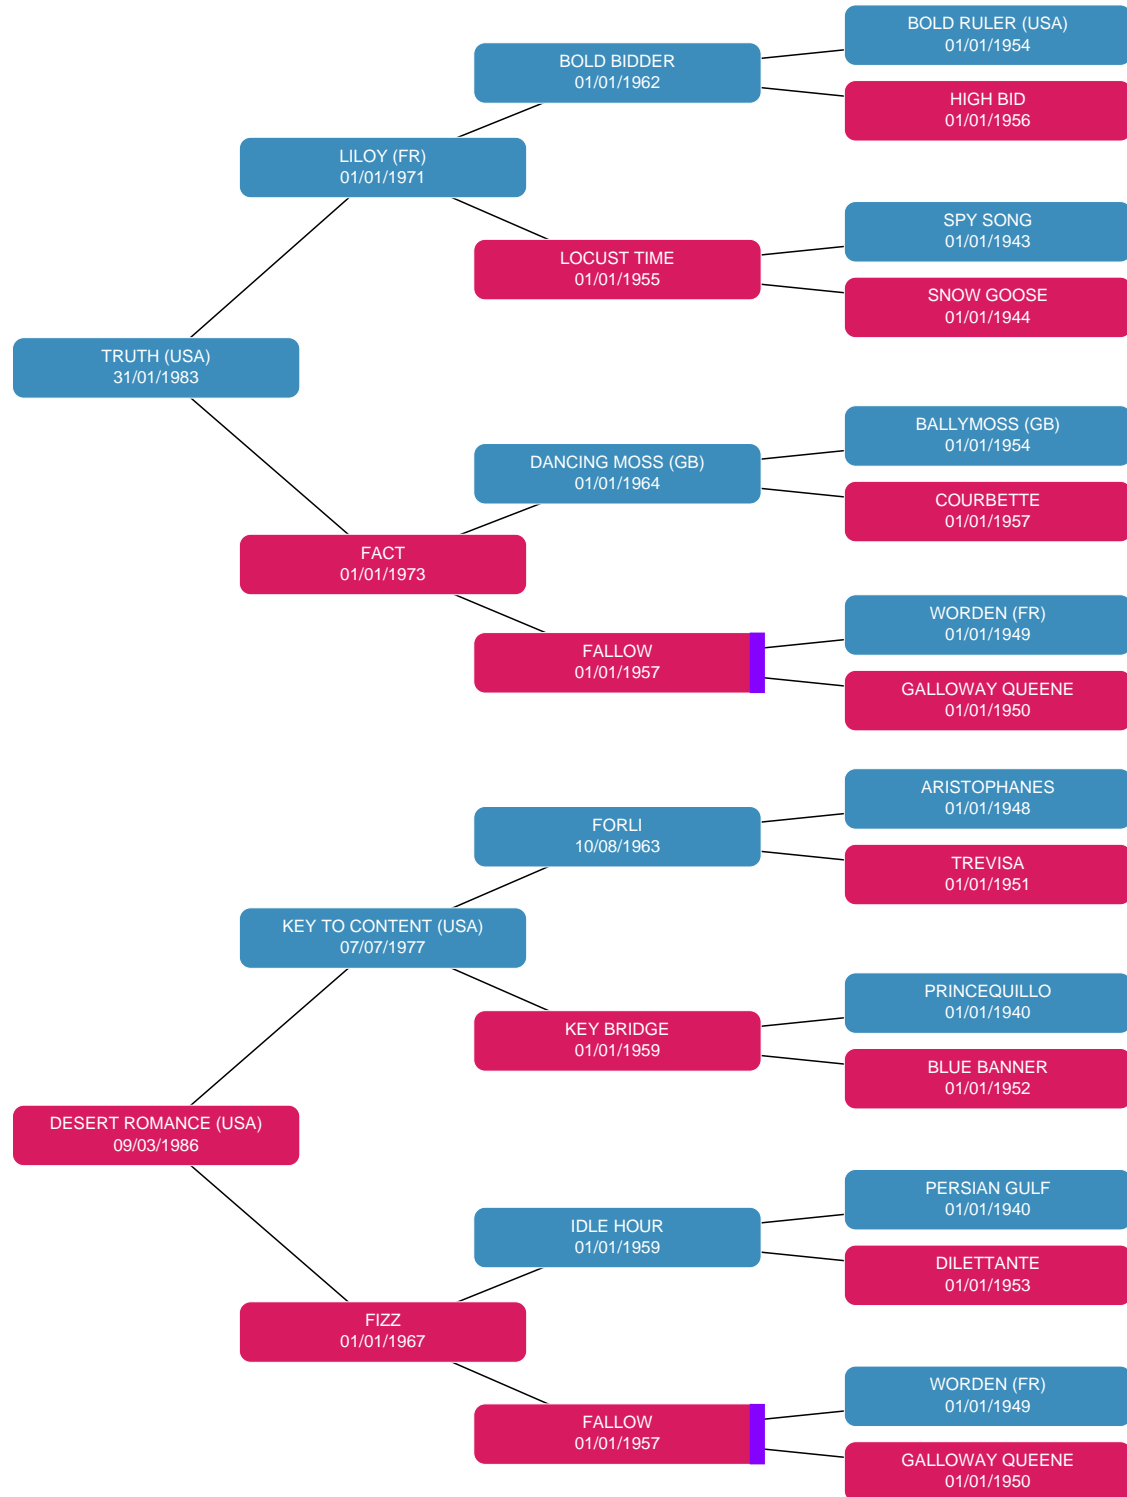 BOLD RULER (USA)
01/01/1954
BOLD BIDDER
01/01/1962
HIGH BID
01/01/1956
LILOY (FR)
01/01/1971
SPY SONG
01/01/1943
LOCUST TIME
01/01/1955
SNOW GOOSE
01/01/1944
TRUTH (USA)
31/01/1983
BALLYMOSS (GB)
01/01/1954
DANCING MOSS (GB)
01/01/1964
COURBETTE
01/01/1957
FACT
01/01/1973
WORDEN (FR)
01/01/1949
FALLOW
01/01/1957
GALLOWAY QUEENE
01/01/1950
ARISTOPHANES
01/01/1948
FORLI
10/08/1963
TREVISA
01/01/1951
KEY TO CONTENT (USA)
07/07/1977
PRINCEQUILLO
01/01/1940
KEY BRIDGE
01/01/1959
BLUE BANNER
01/01/1952
DESERT ROMANCE (USA)
09/03/1986
PERSIAN GULF
01/01/1940
IDLE HOUR
01/01/1959
DILETTANTE
01/01/1953
FIZZ
01/01/1967
WORDEN (FR)
01/01/1949
FALLOW
01/01/1957
GALLOWAY QUEENE
01/01/1950